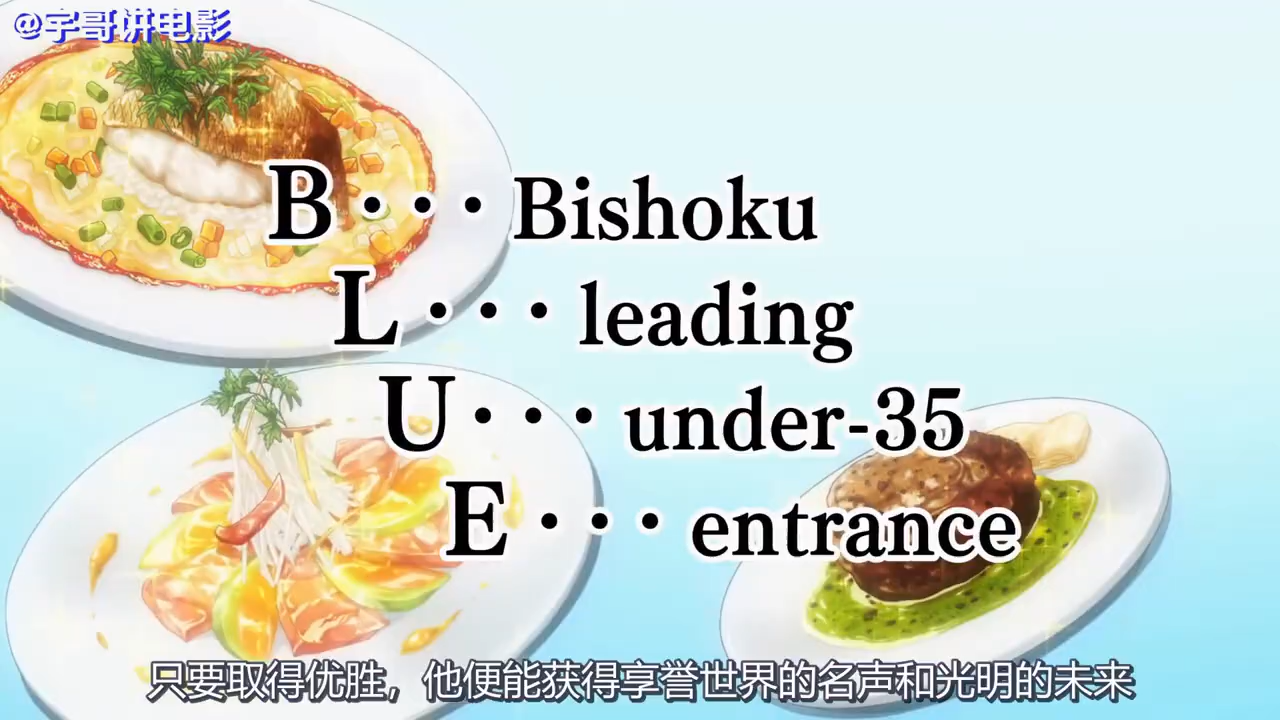 @宇哥讲电影
B・・・Bishoku
L・・・leading
U・・・under-35
E・・・entrance
只要取得优胜，他便能获得享誉世界的名声和光明的未来